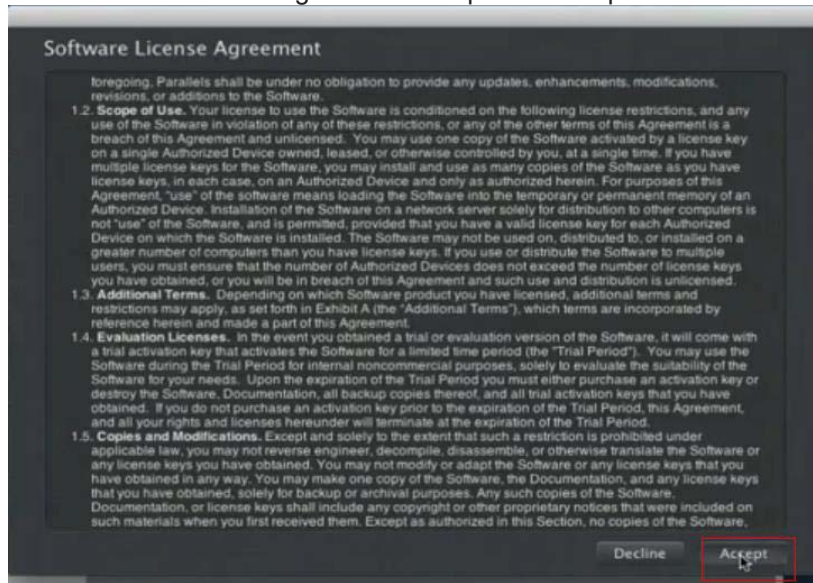 Software License Agreement
foregoing, Parallels shall be under no obligation to provide any updates, enhancements, modifications,
revisions, or additions to the Software.
1.2. Scope of Use. Your license to use the Software is conditioned on the following license restrictions, and any
use of the Software in violation of any of these restrictions, or any of the other terms of this Agreement is a
breach of this Agreement and unlicensed. You may use one copy of the Software activated by a license key
on a single Authorized Device owned, leased, or otherwise controlled by you, at a single time. If you have
multiple license keys for the Software, you may install and use as many copies of the Software as you have
license keys, in each case, on an Authorized Device and only as authorized herein. For purposes of this
Agreement, "use" of the software means loading the Software into the temporary or permanent memory of an
Authorized Device. Installation of the Software on a network server solely for distribution to other computers is
not "use" of the Software, and is permitted, provided that you have a valid license key for each Authorized
Device on which the Software is installed. The Software may not be used on, distributed to, or installed on a
greater number of computers than you have license keys. If you use or distribute the Software to multiple
users, you must ensure that the number of Authorized Devices does not exceed the number of license keys
you have obtained, or you will be in breach of this Agreement and such use and distribution is unlicensed.
1.3. Additional Terms. Depending on which Software product you have licensed, additional terms and
restrictions may apply, as set forth in Exhibit A (the "Additional Terms"), which terms are incorporated by
reference herein and made a part of this Agreement.
1.4. Evaluation Licenses. In the event you obtained a trial or evaluation version of the Software, it will come with
a trial activation key that activates the Software for a limited time period (the "Trial Period"). You may use the
Software during the Trial Period for internal noncommercial purposes, solely to evaluate the suitability of the
Software for your needs. Upon the expiration of the Trial Period you must either purchase an activation key or
destroy the Software, Documentation, all backup copies thereof, and all trial activation keys that you have
obtained. If you do not purchase an activation key prior to the expiration of the Trial Period, this Agreement,
and all your rights and licenses hereunder will terminate at the expiration of the Trial Period.
1.5. Copies and Modifications. Except and solely to the extent that such a restriction is prohibited under
applicable law, you may not reverse engineer, decompile, disassemble, or otherwise translate the Software or
any license keys you have obtained. You may not modify or adapt the Software or any license keys that you
have obtained in any way. You may make one copy of the Software, the Documentation, and any license keys
that you have obtained, solely for backup or archival purposes. Any such copies of the Software,
Documentation, or license keys shall include any copyright or other proprietary notices that were included on
such materials when you first received them. Except as authorized in this Section, no copies of the Software,
Decline Accept